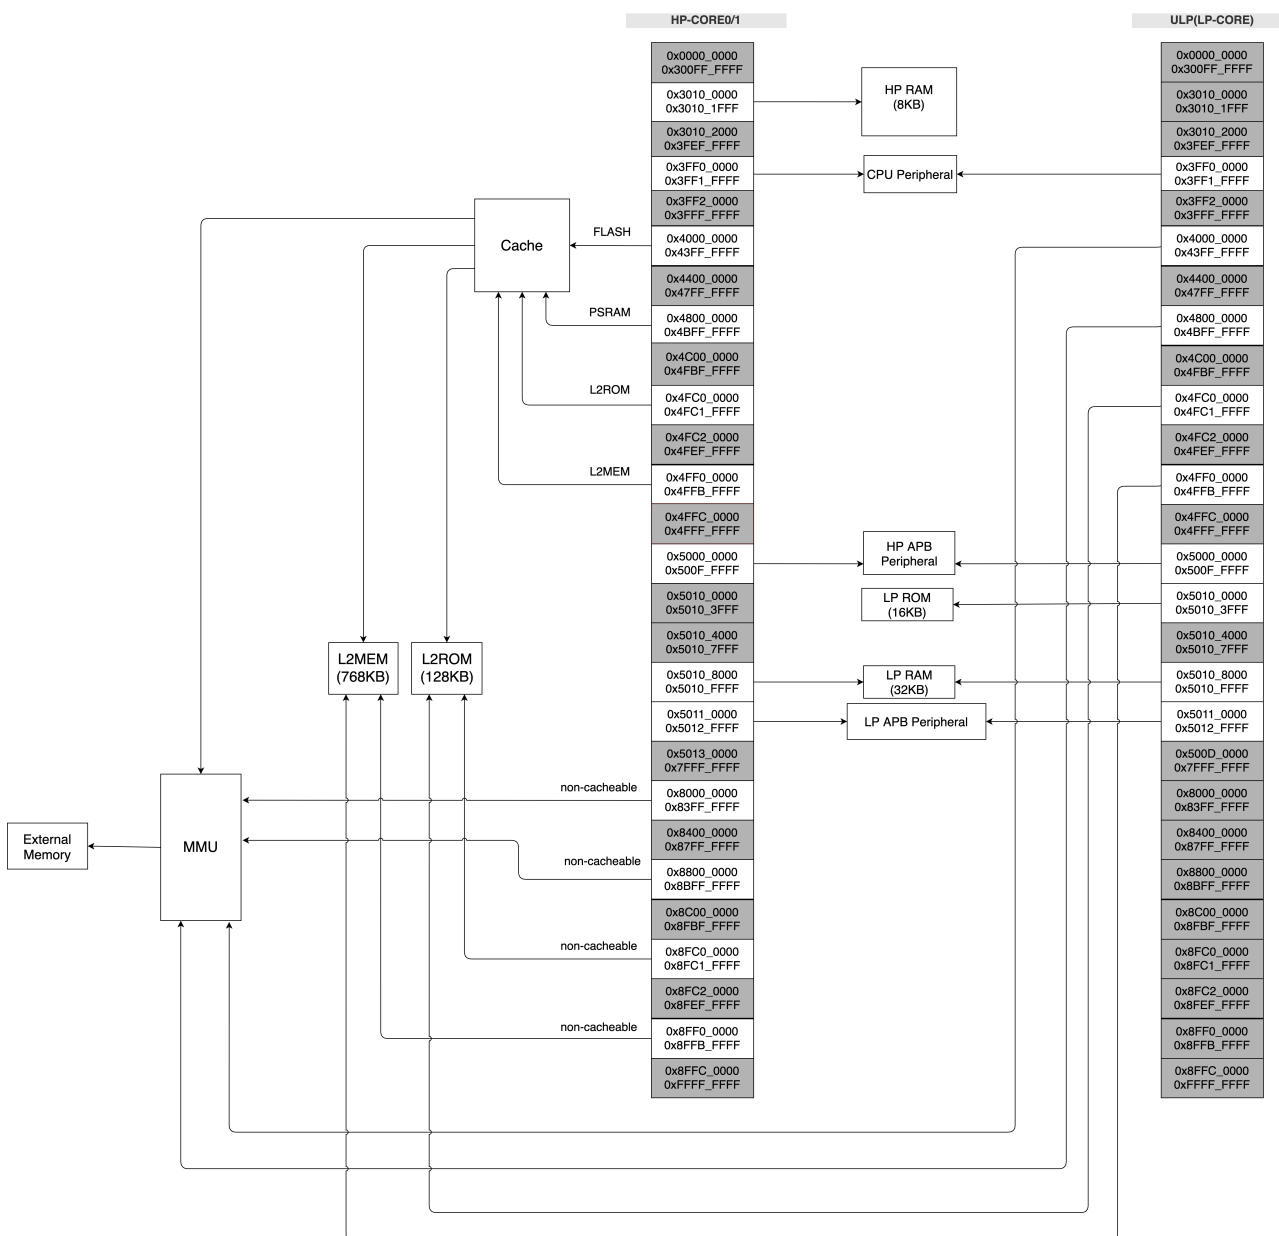 HP-CORE0/1
0x0000_0000
0x300FF_FFFF
0x3010_0000
0x3010_1FFF
0x3010_2000
0x3FEF_FFFF
0x3FF0_0000
0x3FF1_FFFF
0x3FF2_0000
0x3FFF_FFFF
0x4000_0000
0x43FF_FFFF
0x4400_0000
0x47FF_FFFF
0x4800_0000
0x4BFF_FFFF
0x4C00_0000
0x4FBF_FFFF
0x4FC0_0000
0x4FC1_FFFF
0x4FC2_0000
0x4FEF_FFFF
0x4FF0_0000
0x4FFB_FFFF
0x4FFC_0000
0x4FFF_FFFF
0x5000_0000
0x500F_FFFF
0x5010_0000
0x5010_3FFF
0x5010_4000
0x5010_7FFF
0x5010_8000
0x5010_FFFF
0x5011_0000
0x5012_FFFF
0x5013_0000
0x7FFF_FFFF
0x8000_0000
0x83FF_FFFF
0x8400_0000
0x87FF_FFFF
0x8800_0000
0x8BFF_FFFF
0x8C00_0000
0x8FBF_FFFF
0x8FC0_0000
0x8FC1_FFFF
0x8FC2_0000
0x8FEF_FFFF
0x8FF0_0000
0x8FFB_FFFF
0x8FFC_0000
0xFFFF_FFFF
ULP(LP-CORE)
0x0000_0000
0x300FF_FFFF
0x3010_0000
0x3010_1FFF
0x3010_2000
0x3FEF_FFFF
0x3FF0_0000
0x3FF1_FFFF
0x3FF2_0000
0x3FFF_FFFF
0x4000_0000
0x43FF_FFFF
0x4400_0000
0x47FF_FFFF
0x4800_0000
0x4BFF_FFFF
0x4C00_0000
0x4FBF_FFFF
0x4FC0_0000
0x4FC1_FFFF
0x4FC2_0000
0x4FEF_FFFF
0x4FF0_0000
0x4FFB_FFFF
0x4FFC_0000
0x4FFF_FFFF
0x5000_0000
0x500F_FFFF
0x5010_0000
0x5010_3FFF
0x5010_4000
0x5010_7FFF
0x5010_8000
0x5010_FFFF
0x5011_0000
0x5012_FFFF
0x500D_0000
0x7FFF_FFFF
0x8000_0000
0x83FF_FFFF
0x8400_0000
0x87FF_FFFF
0x8800_0000
0x8BFF_FFFF
0x8C00_0000
0x8FBF_FFFF
0x8FC0_0000
0x8FC1_FFFF
0x8FC2_0000
0x8FEF_FFFF
0x8FF0_0000
0x8FFB_FFFF
0x8FFC_0000
0xFFFF_FFFF
HP RAM
(8KB)
CPU Peripheral
HP APB
Peripheral
LP ROM
(16KB)
LP RAM
(32KB)
LP APB Peripheral
Cache
FLASH
PSRAM
L2ROM
L2MEM
L2MEM
(768KB)
L2ROM
(128KB)
non-cacheable
non-cacheable
non-cacheable
non-cacheable
MMU
External
Memory